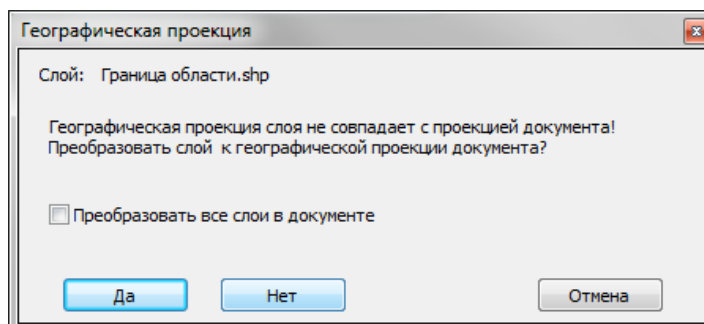 Географическая проекция
Слой: Граница области.shp
Географическая проекция слоя не совпадает с проекцией документа!
Преобразовать слой к географической проекции документа?
Преобразовать все слои в документе
Да Нет Отмена